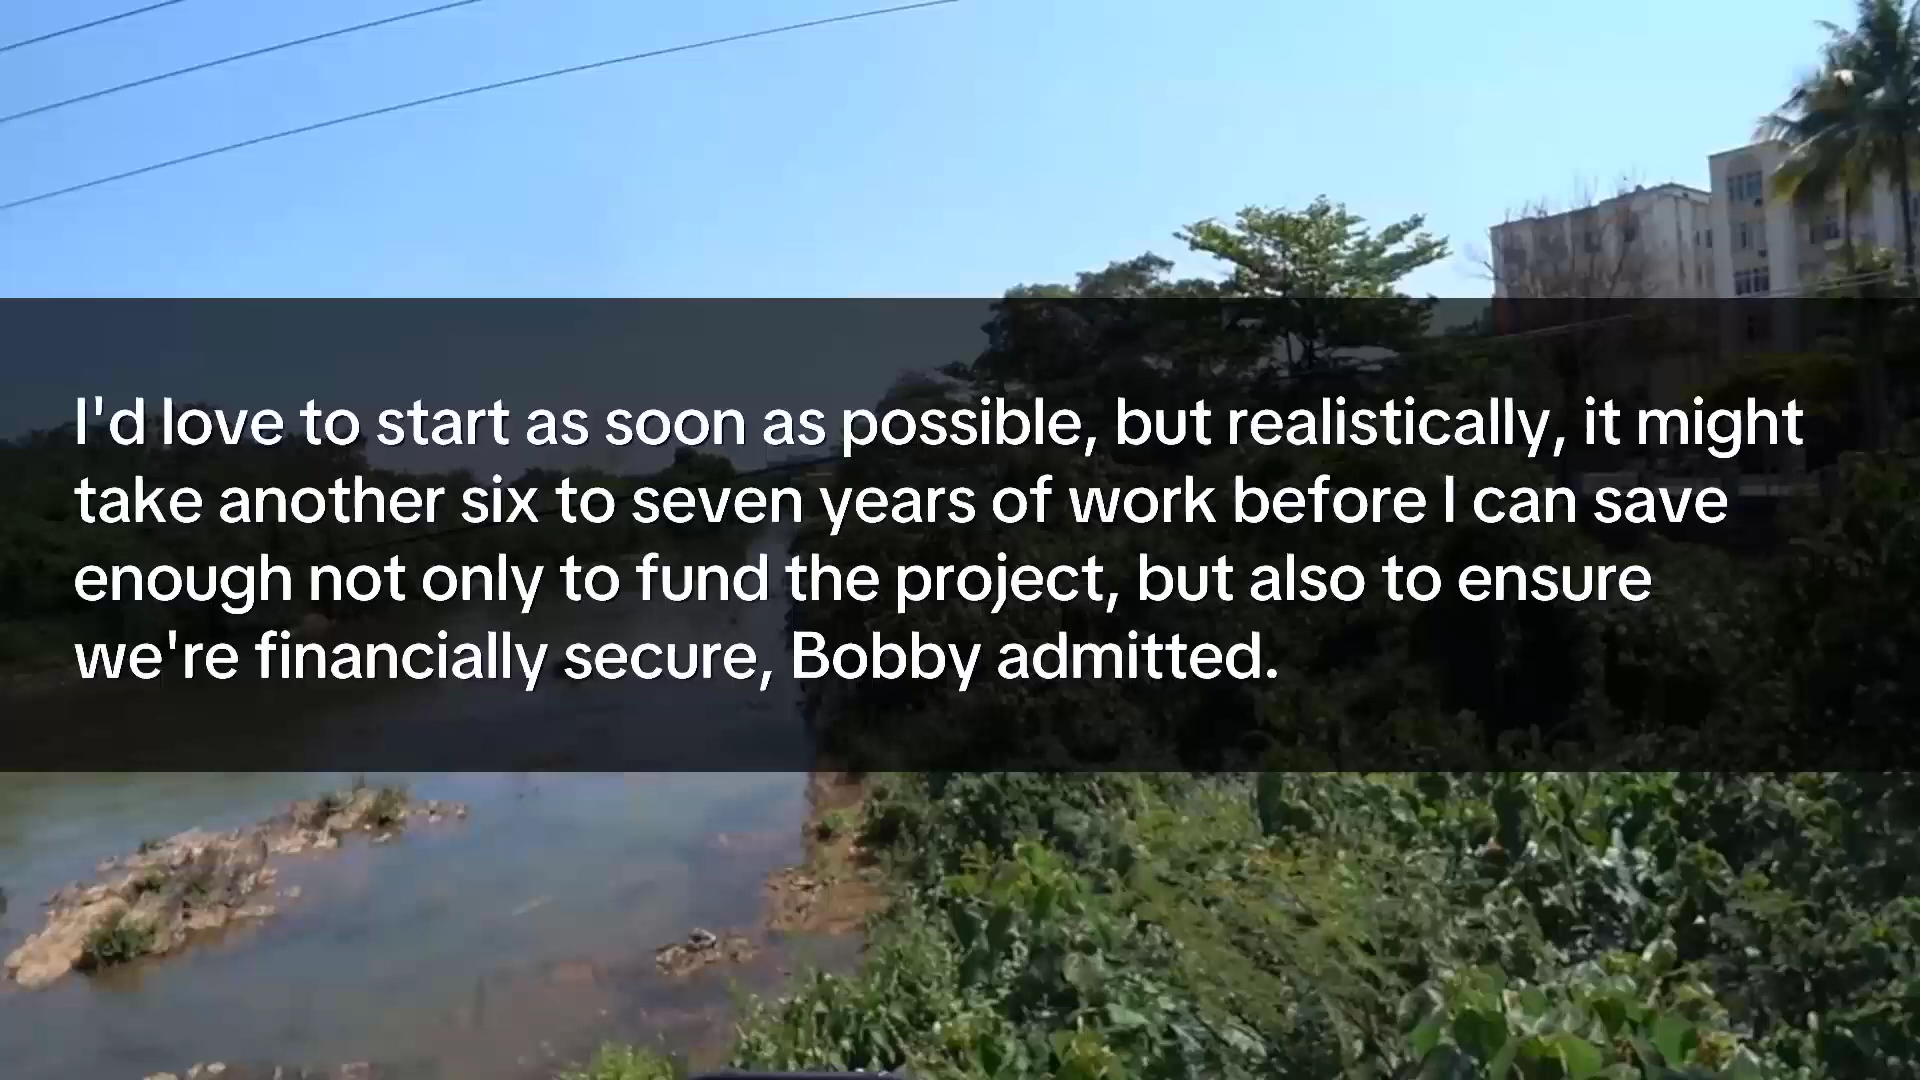 I'd love to start as soon as possible, but realistically, it might
take another six to seven years of work before I can save
enough not only to fund the project, but also to ensure
we're financially secure, Bobby admitted.